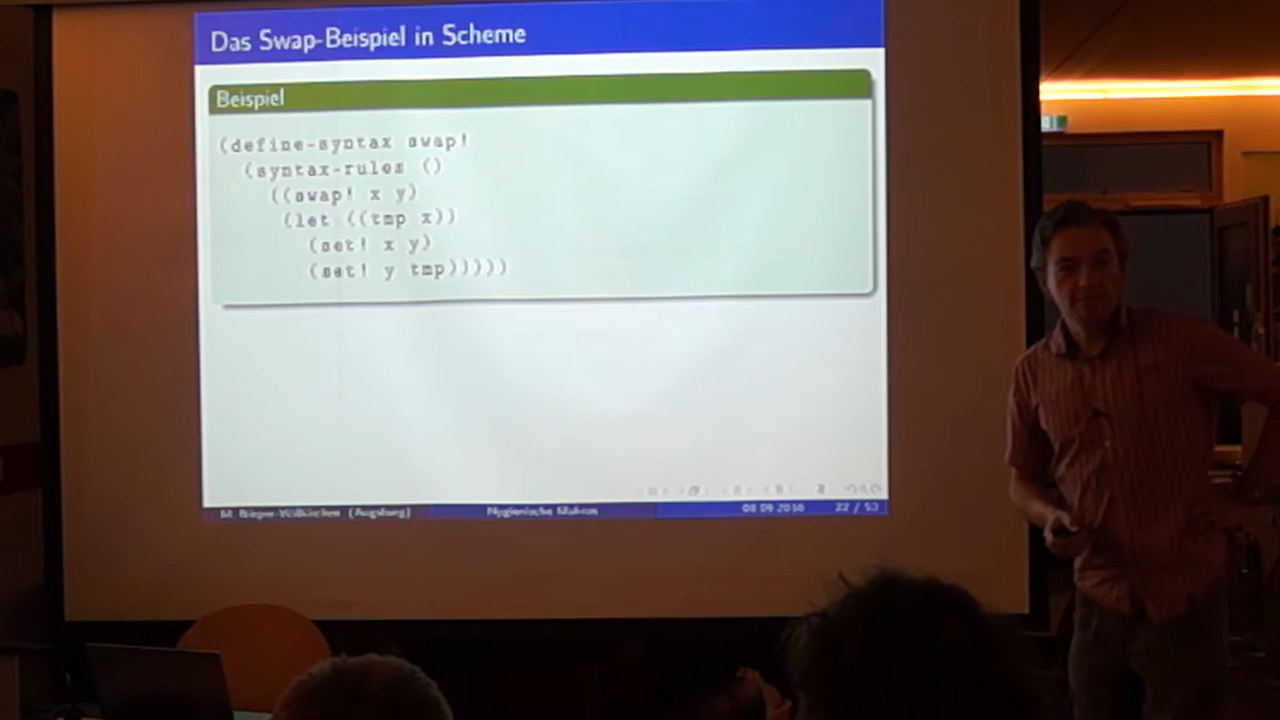 Das Swap-Beispiel in Scheme
Beispiel
(define-syntax swap!
(syntax-rules ()
((swap! x y)
(let ((tmp x))
(set! x y)
(set! y tmp)))))
(Augsburg)
Hygienische Makros
22 / 53